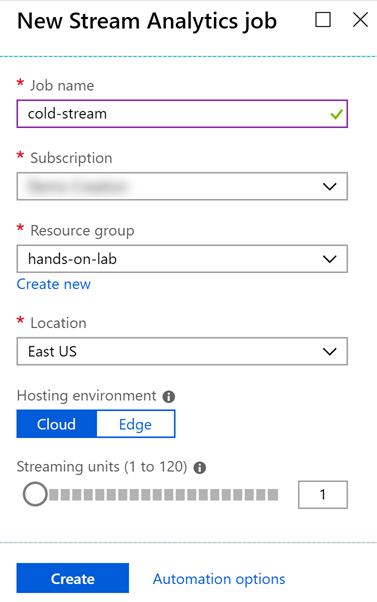 New Stream Analytics job
* Job name
cold-stream
* Subscription
* Resource group
hands-on-lab
Create new
* Location
East US
Hosting environment
Cloud Edge
Streaming units (1 to 120)
1
Create Automation options